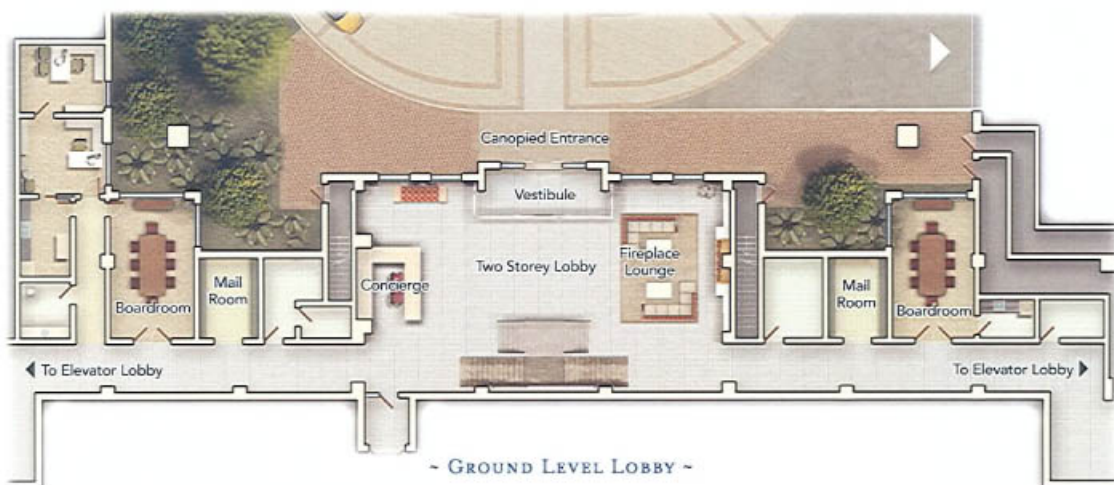 Canopied Entrance
Vestibule
Two Storey Lobby
Fireplace
Lounge
Concierge
Mail
Room
Boardroom
Mail
Room
Boardroom
To Elevator Lobby
To Elevator Lobby
~ GROUND LEVEL LOBBY ~